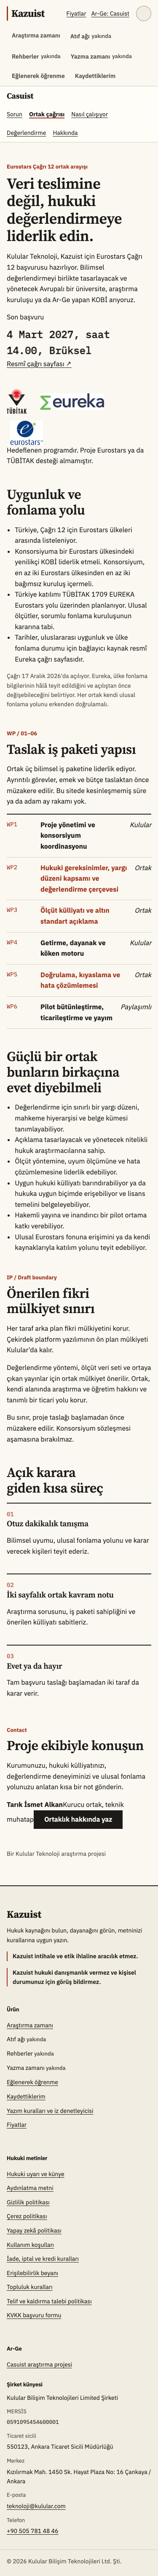 Kazuist
Fiyatlar Ar-Ge: Casuist
Araştırma zamanı Atıf ağı yakında
Rehberler yakında Yazma zamanı yakında
Eğlenerek öğrenme Kaydettiklerim
Casuist
Sorun Ortak çağrısı Nasıl çalışıyor
Değerlendirme Hakkında
Eurostars Çağrı 12 ortak arayışı
Veri teslimine
değil, hukuki
değerlendirmeye
liderlik edin.
Kulular Teknoloji, Kazuist için Eurostars Çağrı
12 başvurusu hazırlıyor. Bilimsel
değerlendirmeyi birlikte tasarlayacak ve
yönetecek Avrupalı bir üniversite, araştırma
kuruluşu ya da Ar-Ge yapan KOBİ arıyoruz.
Son başvuru
4 Mart 2027, saat
14.00, Brüksel
Resmî çağrı sayfası ↗
TÜBİTAK
eureka
eurostars™
Hedeflenen programdır. Proje Eurostars ya da
TÜBİTAK desteği almamıştır.
Uygunluk ve
fonlama yolu
• Türkiye, Çağrı 12 için Eurostars ülkeleri
arasında listeleniyor.
• Konsorsiyuma bir Eurostars ülkesindeki
yenilikçi KOBİ liderlik etmeli. Konsorsiyum,
en az iki Eurostars ülkesinden en az iki
bağımsız kuruluş içermeli.
• Türkiye katılımı TÜBİTAK 1709 EUREKA
Eurostars yolu üzerinden planlanıyor. Ulusal
ölçütler, sorumlu fonlama kuruluşunun
kararına tabi.
• Tarihler, uluslararası uygunluk ve ülke
fonlama durumu için bağlayıcı kaynak resmî
Eureka çağrı sayfasıdır.
Çağrı 17 Aralık 2026'da açılıyor. Eureka, ülke fonlama
bilgilerinin hâlâ teyit edildiğini ve açılıştan önce
değişebileceğini belirtiyor. Her ortak kendi ulusal
fonlama yolunu erkenden doğrulamalı.
WP / 01–06
Taslak iş paketi yapısı
Ortak üç bilimsel iş paketine liderlik ediyor.
Ayrıntılı görevler, emek ve bütçe taslaktan önce
müzakere edilir. Bu sitede kesinleşmemiş süre
ya da adam ay rakamı yok.
WP1 Proje yönetimi ve konsorsiyum koordinasyonu Kulular
WP2 Hukuki gereksinimler, yargı düzeni kapsamı ve değerlendirme çerçevesi Ortak
WP3 Ölçüt külliyatı ve altın standart açıklama Ortak
WP4 Getirme, dayanak ve köken motoru Kulular
WP5 Doğrulama, kıyaslama ve hata çözümlemesi Ortak
WP6 Pilot bütünleştirme, ticarileştirme ve yayım Paylaşımlı
Güçlü bir ortak
bunların birkaçına
evet diyebilmeli
• Değerlendirme için sınırlı bir yargı düzeni,
mahkeme hiyerarşisi ve belge kümesi
tanımlayabiliyor.
• Açıklama tasarlayacak ve yönetecek nitelikli
hukuk araştırmacılarına sahip.
• Ölçüt yöntemine, uyum ölçümüne ve hata
çözümlemesine liderlik edebiliyor.
• Uygun hukuk külliyatı barındırabiliyor ya da
hukuka uygun biçimde erişebiliyor ve lisans
temelini belgeleyebiliyor.
• Hakemli yayına ve inandırıcı bir pilot ortama
katkı verebiliyor.
• Ulusal Eurostars fonuna erişimini ya da kendi
kaynaklarıyla katılım yolunu teyit edebiliyor.
IP / Draft boundary
Önerilen fikri
mülkiyet sınırı
Her taraf arka plan fikri mülkiyetini korur.
Çekirdek platform yazılımının ön plan mülkiyeti
Kulular'da kalır.
Değerlendirme yöntemi, ölçüt veri seti ve ortaya
çıkan yayınlar için ortak mülkiyet önerilir. Ortak,
kendi alanında araştırma ve öğretim hakkını ve
tanımlı bir ticari yolu korur.
Bu sınır, proje taslağı başlamadan önce
müzakere edilir. Konsorsiyum sözleşmesi
aşamasına bırakılmaz.
Açık karara
giden kısa süreç
01
Otuz dakikalık tanışma
Bilimsel uyumu, ulusal fonlama yolunu ve karar
verecek kişileri teyit ederiz.
02
İki sayfalık ortak kavram notu
Araştırma sorusunu, iş paketi sahipliğini ve
önerilen külliyatı sabitleriz.
03
Evet ya da hayır
Tam başvuru taslağı başlamadan iki taraf da
karar verir.
Contact
Proje ekibiyle konuşun
Kurumunuzu, hukuki külliyatınızı,
değerlendirme deneyiminizi ve ulusal fonlama
yolunuzu anlatan kısa bir not gönderin.
Tarık İsmet AlkanKurucu ortak, teknik
muhatap Ortaklık hakkında yaz
Bir Kulular Teknoloji araştırma projesi
Kazuist
Hukuk kaynağını bulun, dayanağını görün, metninizi
kurallarına uygun yazın.
Kazuist intihale ve etik ihlaline aracılık etmez.
Kazuist hukuki danışmanlık vermez ve kişisel
durumunuz için görüş bildirmez.
Ürün
Araştırma zamanı
Atıf ağı yakında
Rehberler yakında
Yazma zamanı yakında
Eğlenerek öğrenme
Kaydettiklerim
Yazım kuralları ve iz denetleyicisi
Fiyatlar
Hukuki metinler
Hukuki uyarı ve künye
Aydınlatma metni
Gizlilik politikası
Çerez politikası
Yapay zekâ politikası
Kullanım koşulları
İade, iptal ve kredi kuralları
Erişilebilirlik beyanı
Topluluk kuralları
Telif ve kaldırma talebi politikası
KVKK başvuru formu
Ar-Ge
Casuist araştırma projesi
Şirket künyesi
Kulular Bilişim Teknolojileri Limited Şirketi
MERSİS
0591095454600001
Ticaret sicili
550123, Ankara Ticaret Sicili Müdürlüğü
Merkez
Kızılırmak Mah. 1450 Sk. Hayat Plaza No: 16 Çankaya /
Ankara
E-posta
teknoloji@kulular.com
Telefon
+90 505 781 48 46
© 2026 Kulular Bilişim Teknolojileri Ltd. Şti.